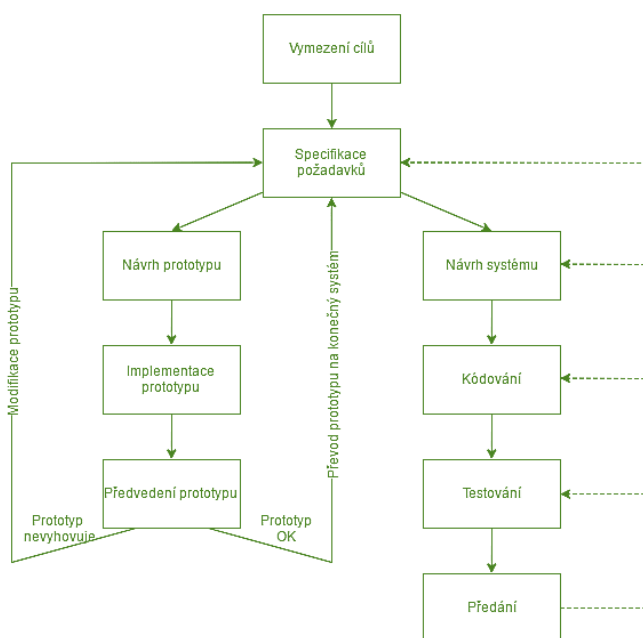 Vymezení cílů
Specifikace
požadavků
Návrh prototypu
Návrh systému
Modifikace prototypu
Převod prototypu na konečný systém
Implementace
prototypu
Kódování
Předvedení prototypu
Testování
Prototyp
nevyhovuje
Prototyp
OK
Předání